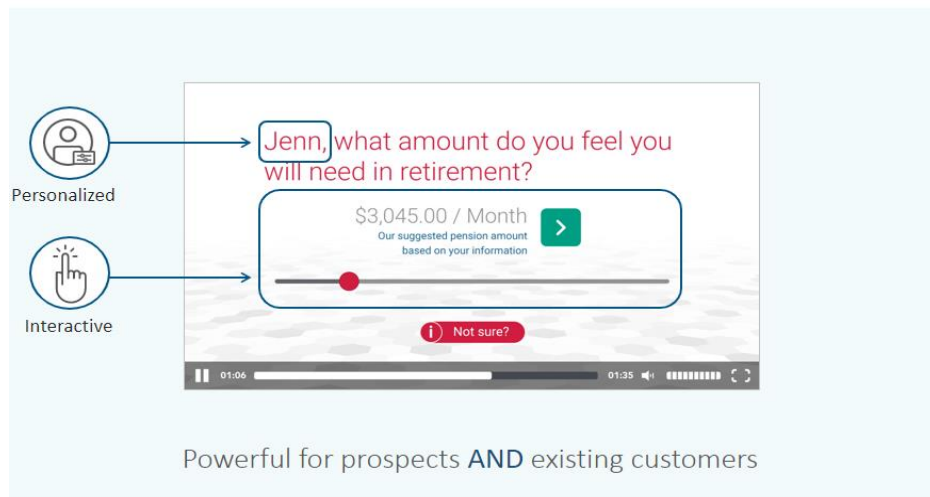 Personalized
Interactive
Jenn, what amount do you feel you
will need in retirement?
$3,045.00 / Month
Our suggested pension amount
based on your information
i Not sure?
01:06
01:35
Powerful for prospects AND existing customers